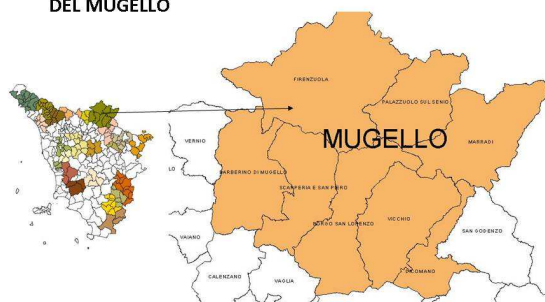 DEL MUGELLO
FIRENZUOLA
PALAZZUOLO SUL SENIO
VERNIO
MUGELLO
MARRADI
LO
BARBERINO DI MUGELLO
SCARPERIA E SAN PIERO
BORGO SAN LORENZO
VICCHIO
SAN GODENZO
VAIANO
DICOMANO
CALENZANO
VAGLIA